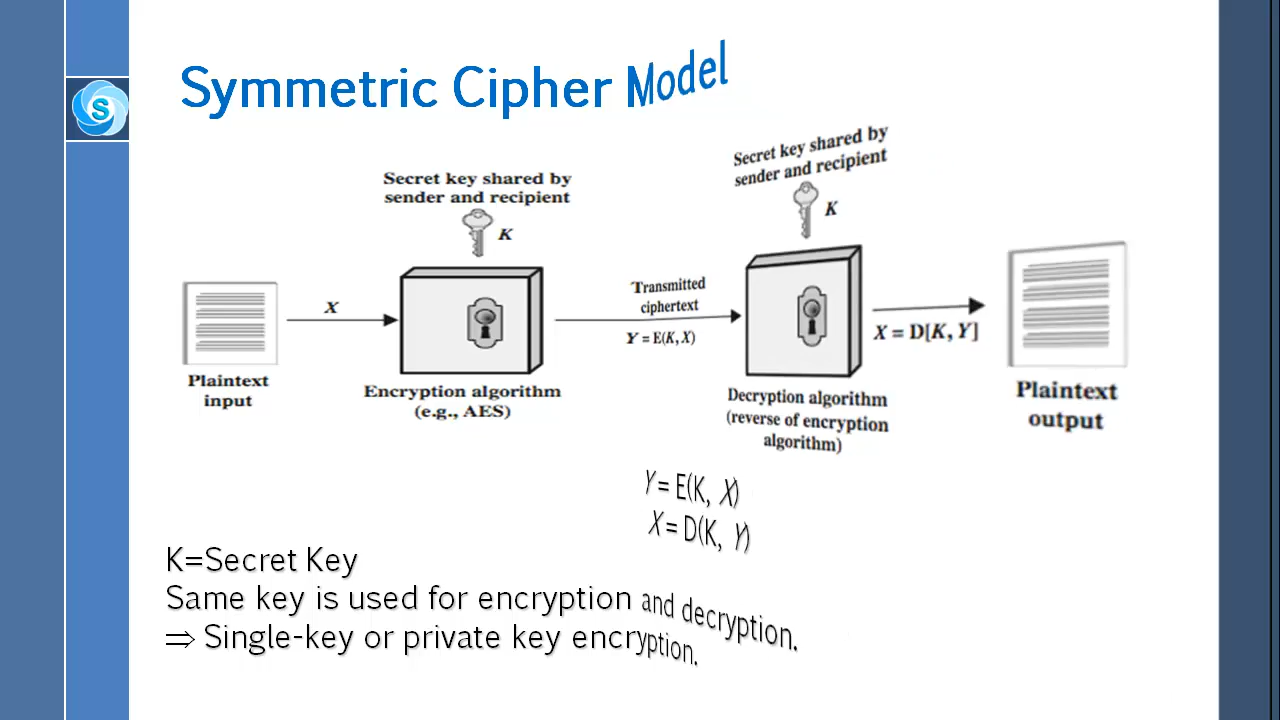 Symmetric Cipher Model
S
Secret key shared by
sender and recipient
K
Secret key shared by
sender and recipient
K
X
Transmitted
ciphertext
Y = E(K, X)
X = D[K, Y]
Plaintext
input
Encryption algorithm
(e.g., AES)
Decryption algorithm
(reverse of encryption
algorithm)
Plaintext
output
Y = E(K, X)
X = D(K, Y)
K=Secret Key
Same key is used for encryption and decryption.
⇒ Single-key or private key encryption.